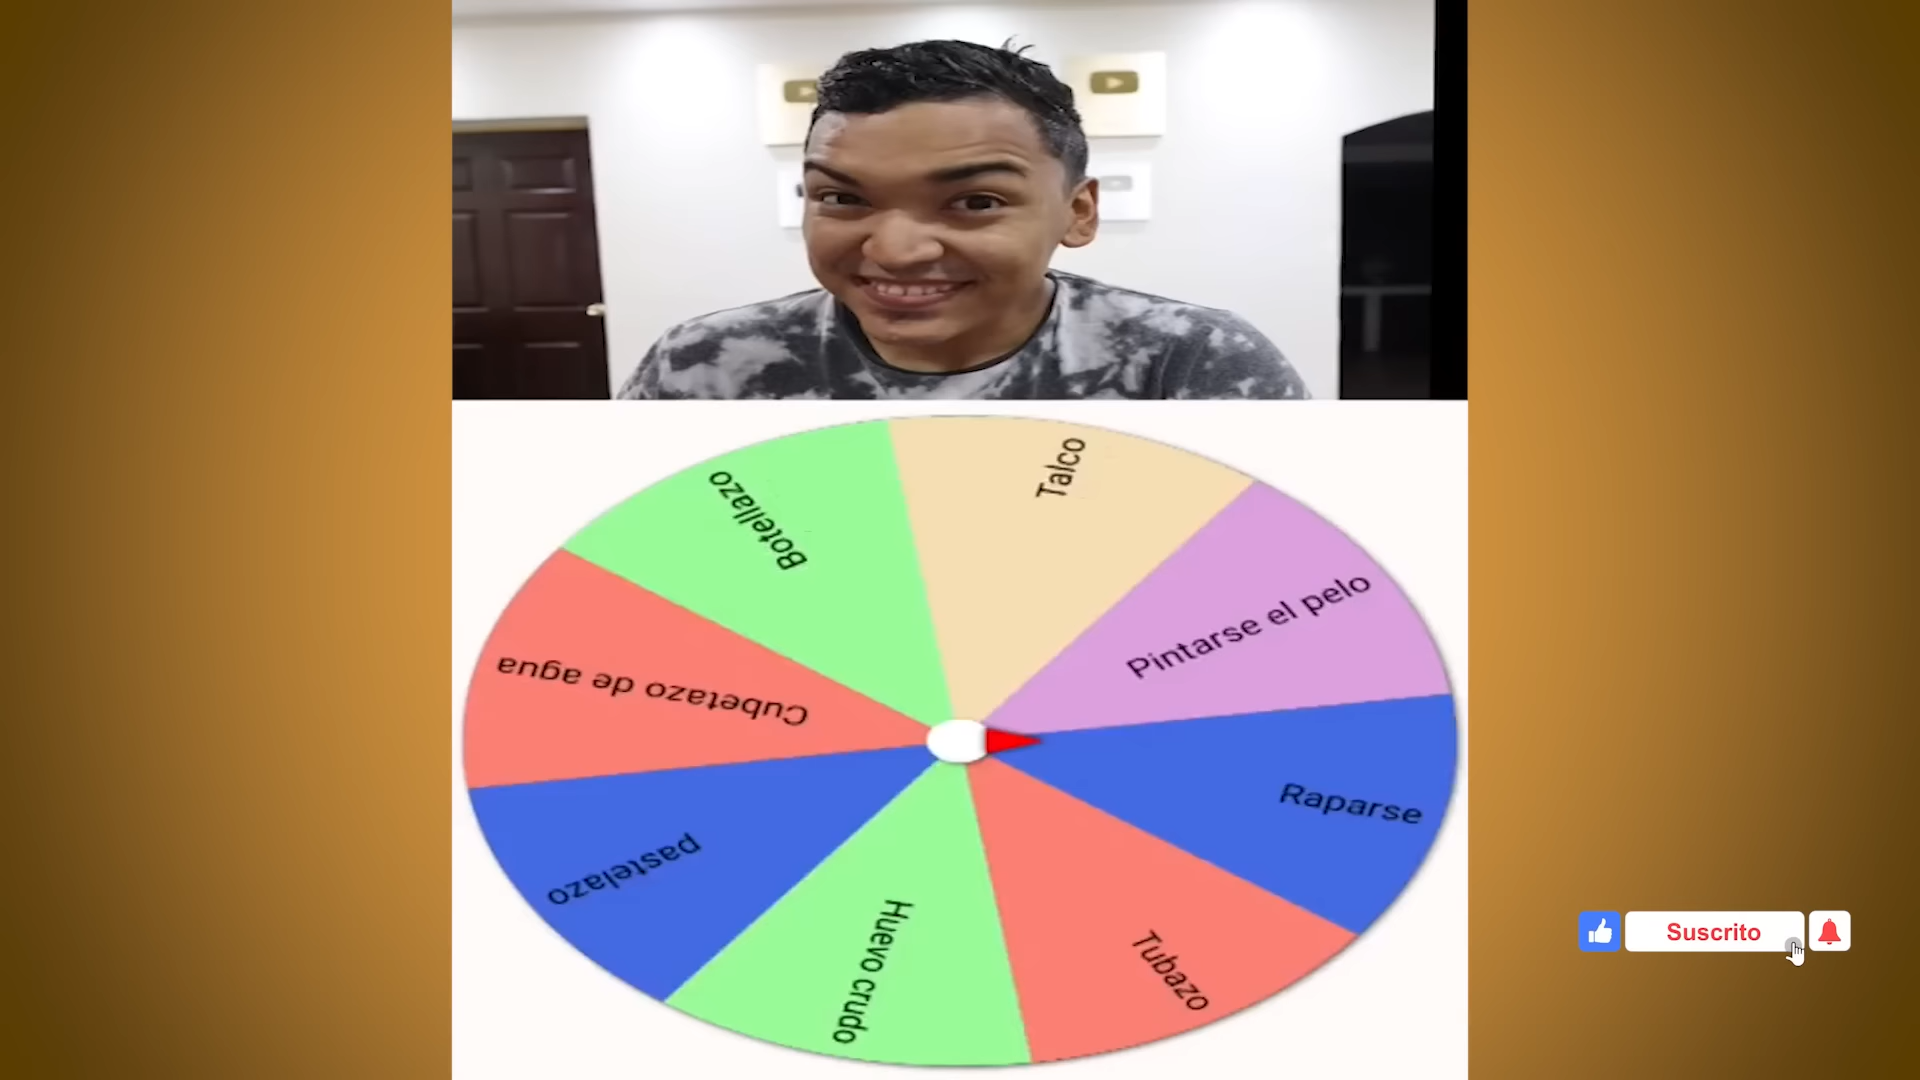 Talco
Botellazo
Pintarse el pelo
Cubetazo de agua
Raparse
pastelazo
Huevo crudo
Tubazo
Suscrito